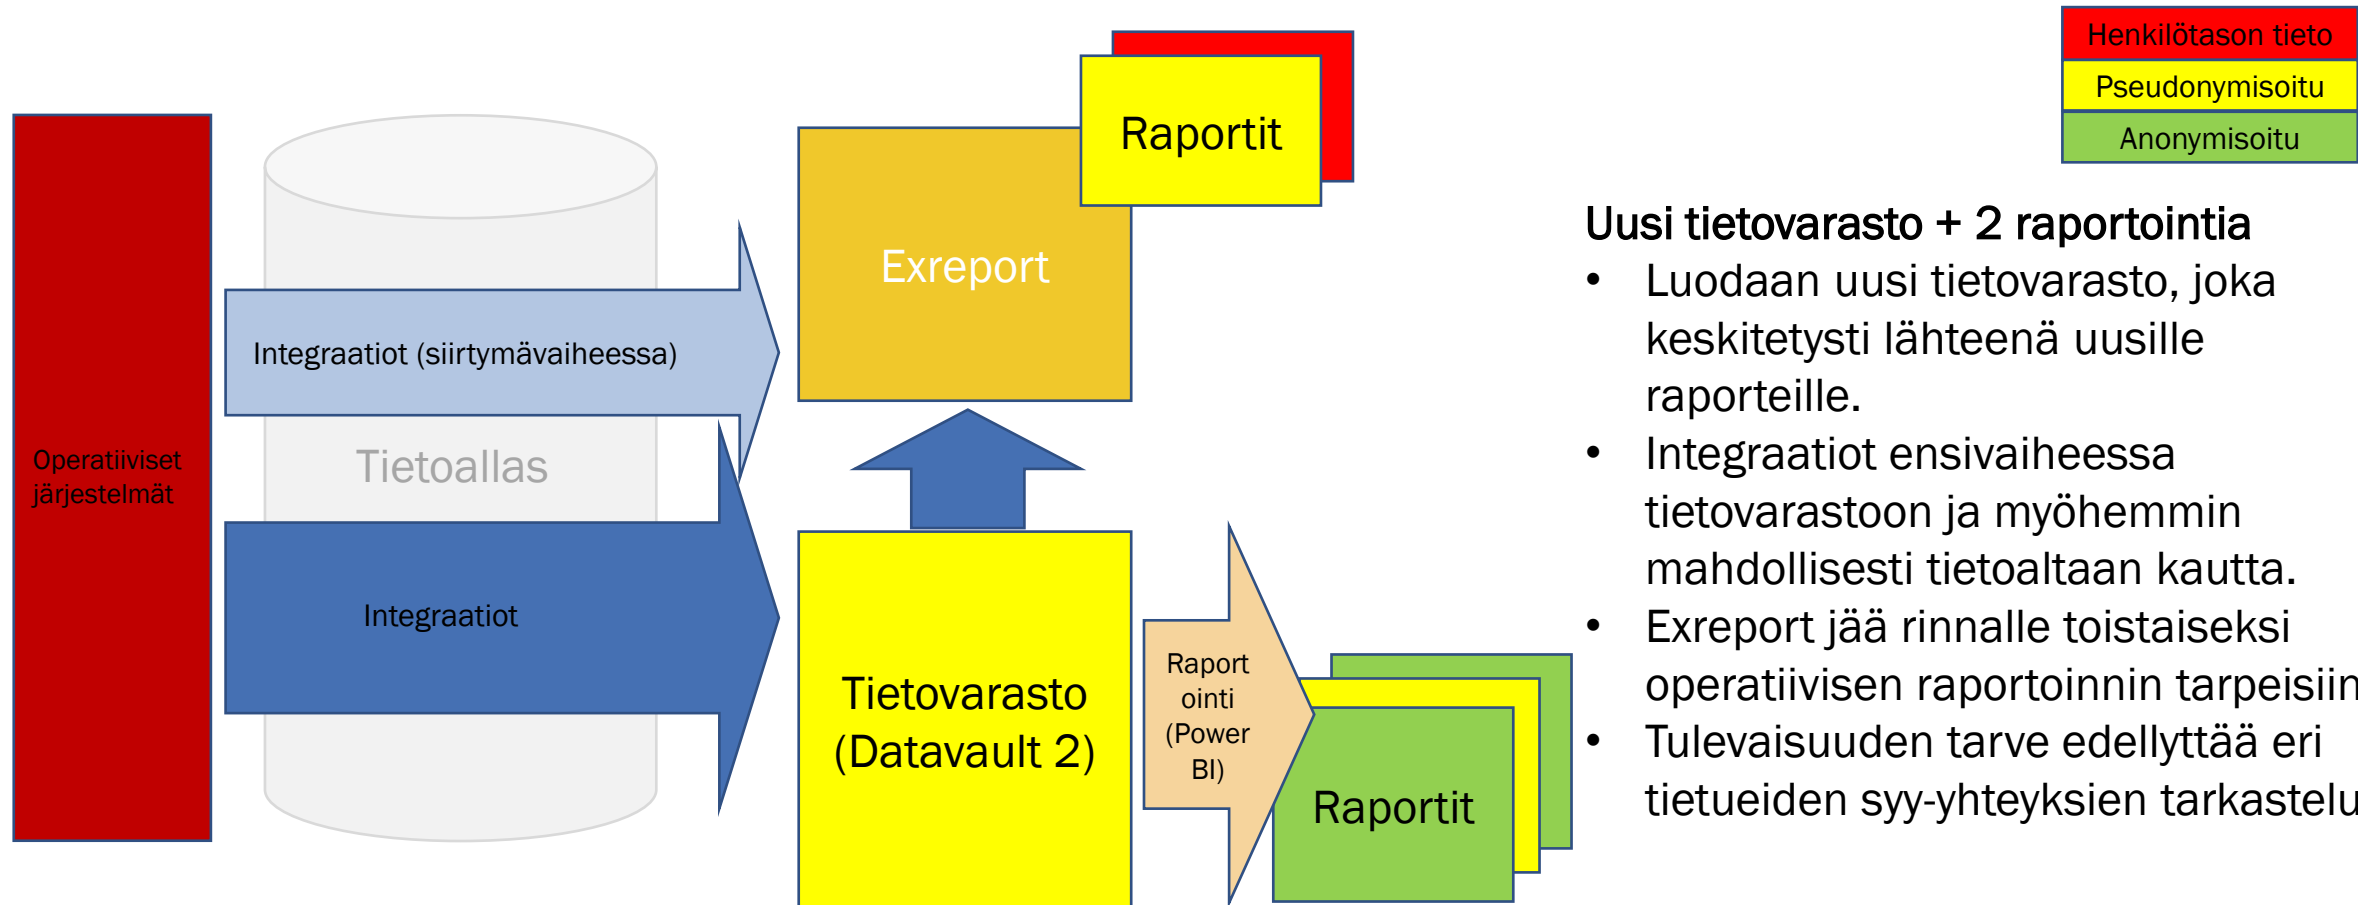 Henkilötason tieto
Pseudonymisoitu
Anonymisoitu
Raportit
Exreport
Integraatiot (siirtymävaiheessa)
Tietoallas
Operatiiviset
järjestelmät
Integraatiot
Tietovarasto
(Datavault 2)
Raport
ointi
(Power
BI)
Raportit
Uusi tietovarasto + 2 raportointia
• Luodaan uusi tietovarasto, joka
keskitetysti lähteenä uusille
raporteille.
• Integraatiot ensivaiheessa
tietovarastoon ja myöhemmin
mahdollisesti tietoaltaan kautta.
• Exreport jää rinnalle toistaiseksi
operatiivisen raportoinnin tarpeisiin
• Tulevaisuuden tarve edellyttää eri
tietueiden syy-yhteyksien tarkastelu